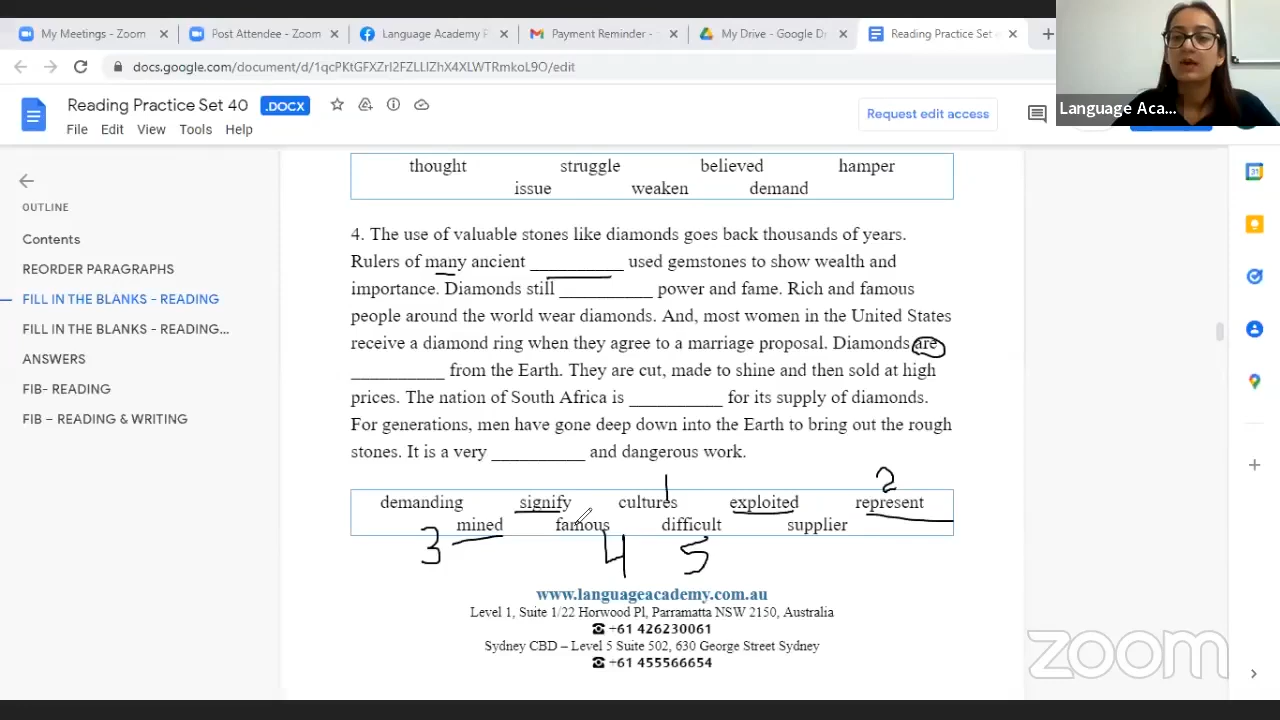 My Meetings - Zoom
Post Attendee - Zoom
Language Academy
Payment Reminder -
My Drive - Google D
Reading Practice Set
docs.google.com/document/d/1qcPKtGFXZrI2FZLLlZhX4XLWTRmkoL9O/edit
Reading Practice Set 40 .DOCX
File Edit View Tools Help
Request edit access
Language Aca...
OUTLINE
Contents
REORDER PARAGRAPHS
FILL IN THE BLANKS - READING
FILL IN THE BLANKS - READING...
ANSWERS
FIB- READING
FIB – READING & WRITING
thought struggle believed hamper
issue weaken demand
4. The use of valuable stones like diamonds goes back thousands of years.
Rulers of many ancient __________ used gemstones to show wealth and
importance. Diamonds still __________ power and fame. Rich and famous
people around the world wear diamonds. And, most women in the United States
receive a diamond ring when they agree to a marriage proposal. Diamonds are
__________ from the Earth. They are cut, made to shine and then sold at high
prices. The nation of South Africa is __________ for its supply of diamonds.
For generations, men have gone deep down into the Earth to bring out the rough
stones. It is a very __________ and dangerous work.
1 2
demanding signify cultures exploited represent
mined famous difficult supplier
3 4 5
www.languageacademy.com.au
Level 1, Suite 1/22 Horwood Pl, Parramatta NSW 2150, Australia
☎ +61 426230061
Sydney CBD – Level 5 Suite 502, 630 George Street Sydney
☎ +61 455566654
zoom
31